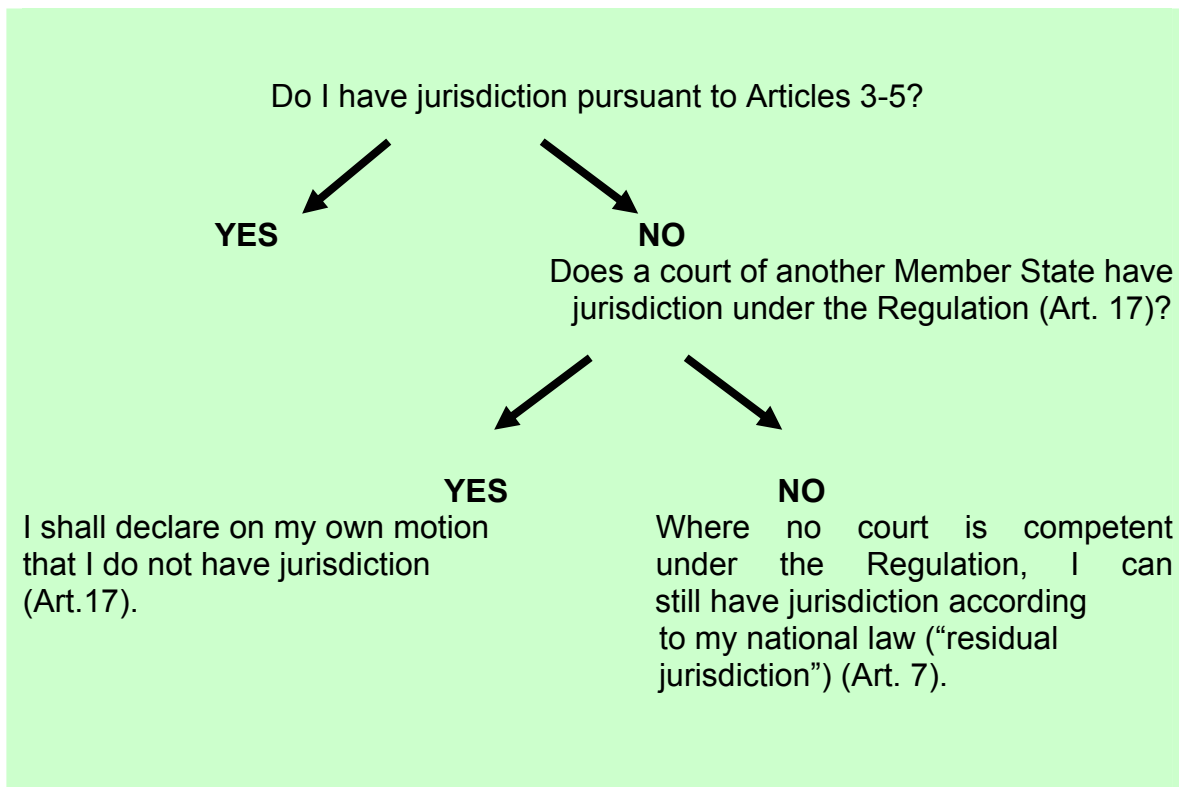 Do I have jurisdiction pursuant to Articles 3-5?
YES
NO
Does a court of another Member State have
jurisdiction under the Regulation (Art. 17)?
YES
I shall declare on my own motion
that I do not have jurisdiction
(Art.17).
NO
Where no court is competent
under the Regulation, I can
still have jurisdiction according
to my national law (“residual
jurisdiction”) (Art. 7).